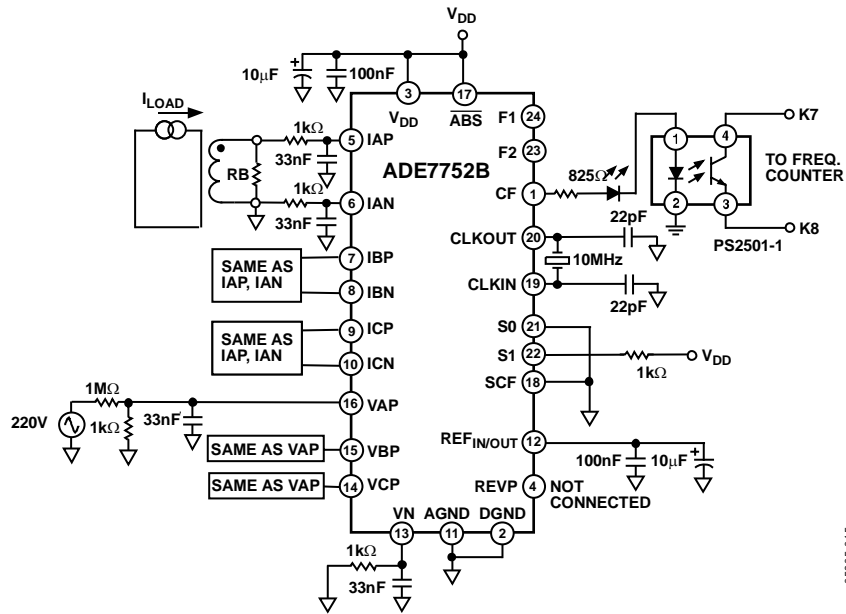 VDD
10μF
+
100nF
3
17
VDD
ABS
ILOAD
1kΩ
5
IAP
33nF
RB
1kΩ
6
IAN
33nF
ADE7752B
F1
24
F2
23
CF
1
825Ω
1
4
K7
TO FREQ.
COUNTER
2
3
K8
PS2501-1
22pF
CLKOUT
20
10MHz
CLKIN
19
22pF
SAME AS
IAP, IAN
7
IBP
8
IBN
SAME AS
IAP, IAN
9
ICP
10
ICN
S0
21
S1
22
1kΩ
VDD
SCF
18
1MΩ
220V
1kΩ
33nF
16
VAP
SAME AS VAP
15
VBP
SAME AS VAP
14
VCP
REFIN/OUT
12
100nF
10μF
+
REVP
4
NOT
CONNECTED
VN
AGND
DGND
13
11
2
1kΩ
33nF